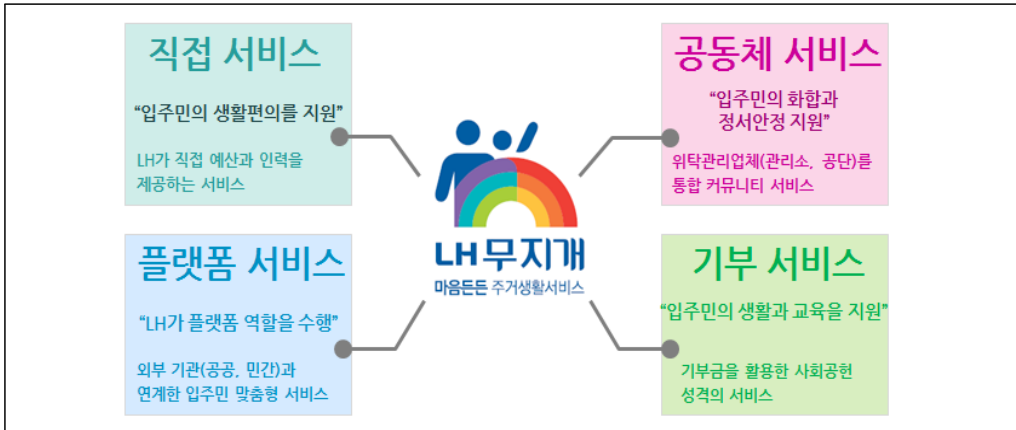 직접 서비스
“입주민의 생활편의를 지원”
LH가 직접 예산과 인력을
제공하는 서비스
공동체 서비스
“입주민의 화합과
정서안정 지원”
위탁관리업체(관리소, 공단)를
통합 커뮤니티 서비스
LH 무지개
마음든든 주거생활서비스
플랫폼 서비스
“LH가 플랫폼 역할을 수행”
외부 기관(공공, 민간)과
연계한 입주민 맞춤형 서비스
기부 서비스
“입주민의 생활과 교육을 지원”
기부금을 활용한 사회공헌
성격의 서비스